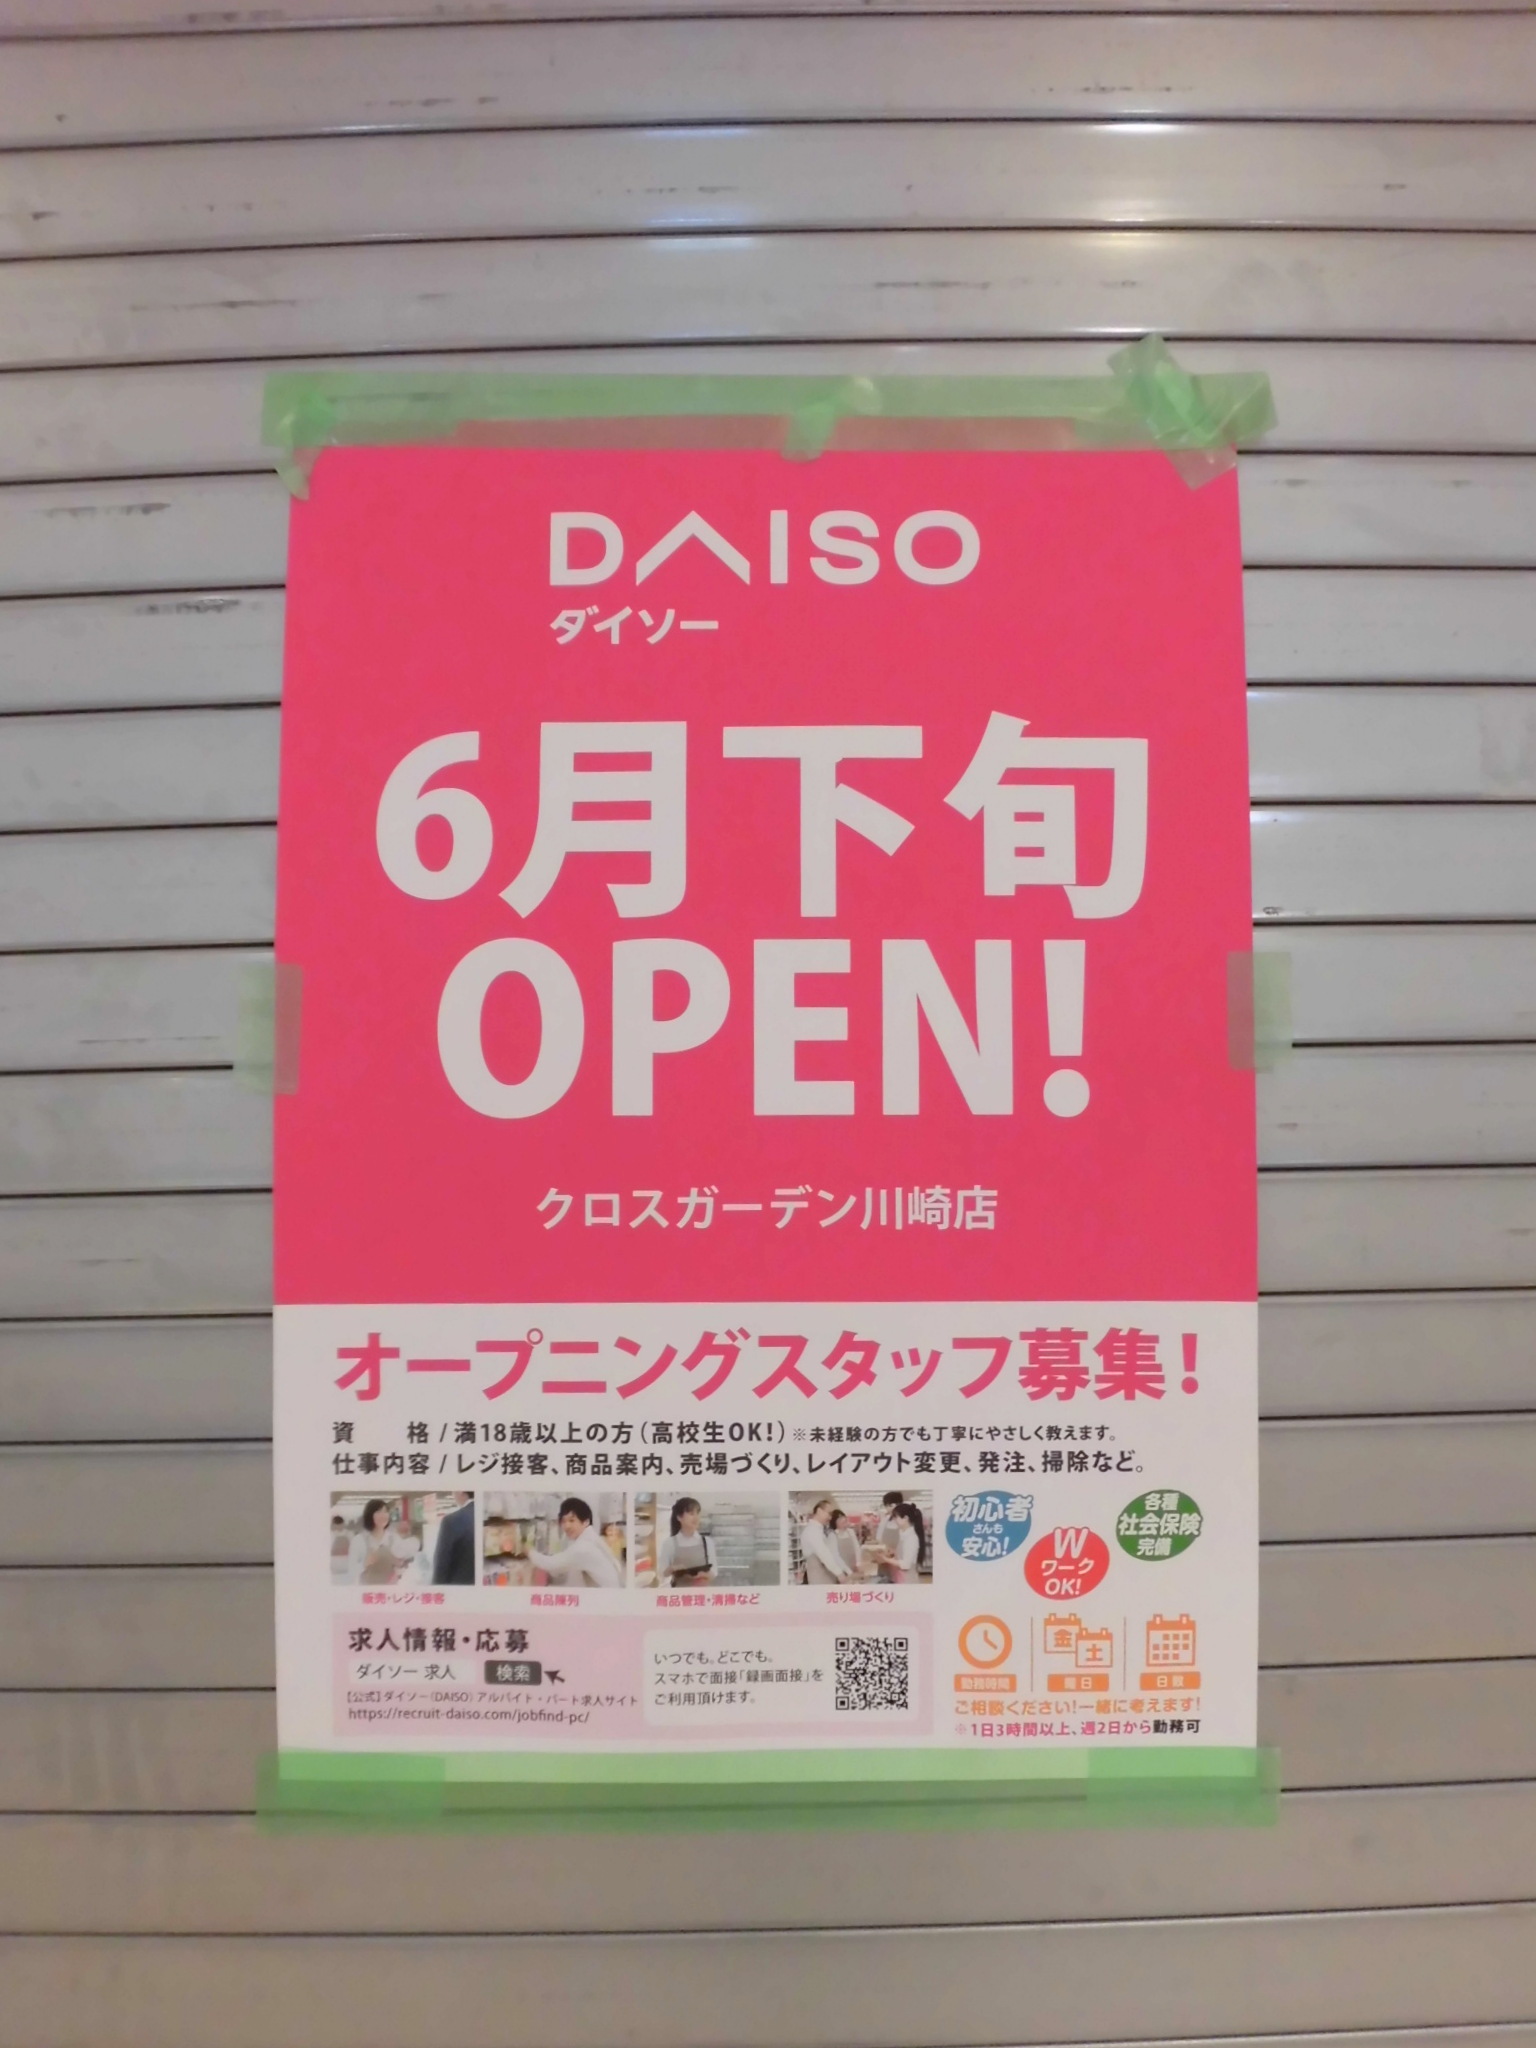 DAISO
ダイソー
6月下旬
OPEN!
クロスガーデン川崎店
オープニングスタッフ募集！
資 格 / 満18歳以上の方(高校生OK!) ※未経験の方でも丁寧にやさしく教えます。
仕事内容 / レジ接客、商品案内、売場づくり、レイアウト変更、発注、掃除など。
販売・レジ・接客
商品陳列
商品管理・清掃など
売り場づくり
初心者
さんも
安心!
W
ワーク
OK!
各種
社会保険
完備
求人情報・応募
ダイソー 求人 検索
【公式】ダイソー(DAISO) アルバイト・パート求人サイト
https://recruit-daiso.com/jobfind-pc/
いつでも。どこでも。
スマホで面接「録画面接」を
ご利用頂けます。
金
土
勤務時間
曜日
日数
ご相談ください!一緒に考えます!
※1日3時間以上、週2日から勤務可